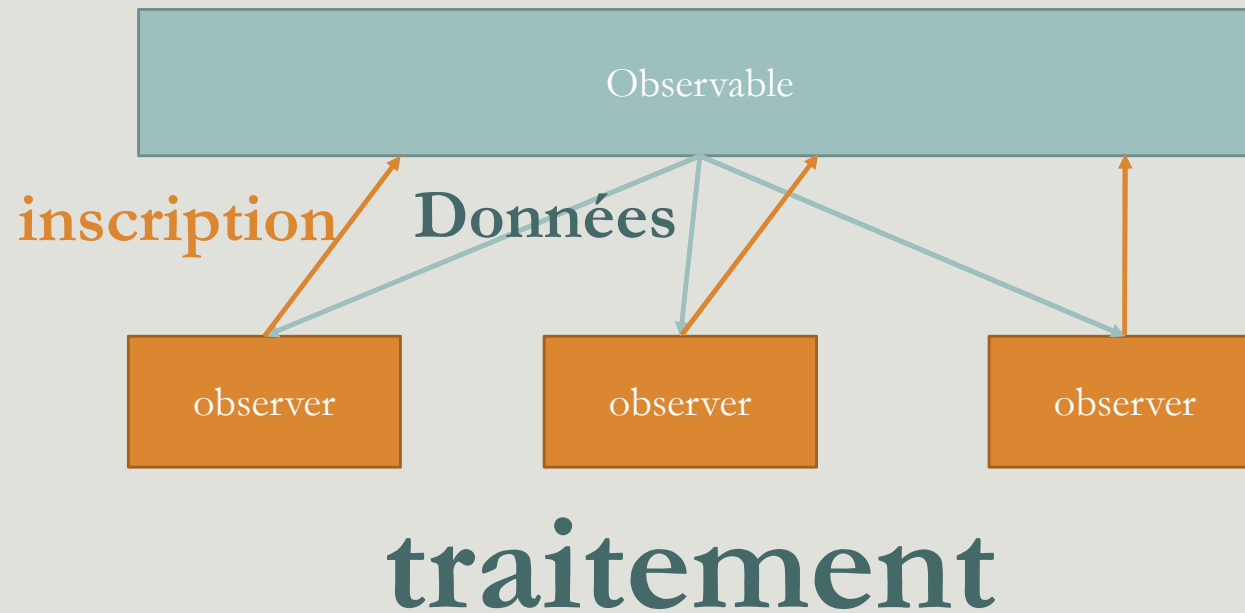 Observable
inscription
Données
observer
observer
observer
traitement